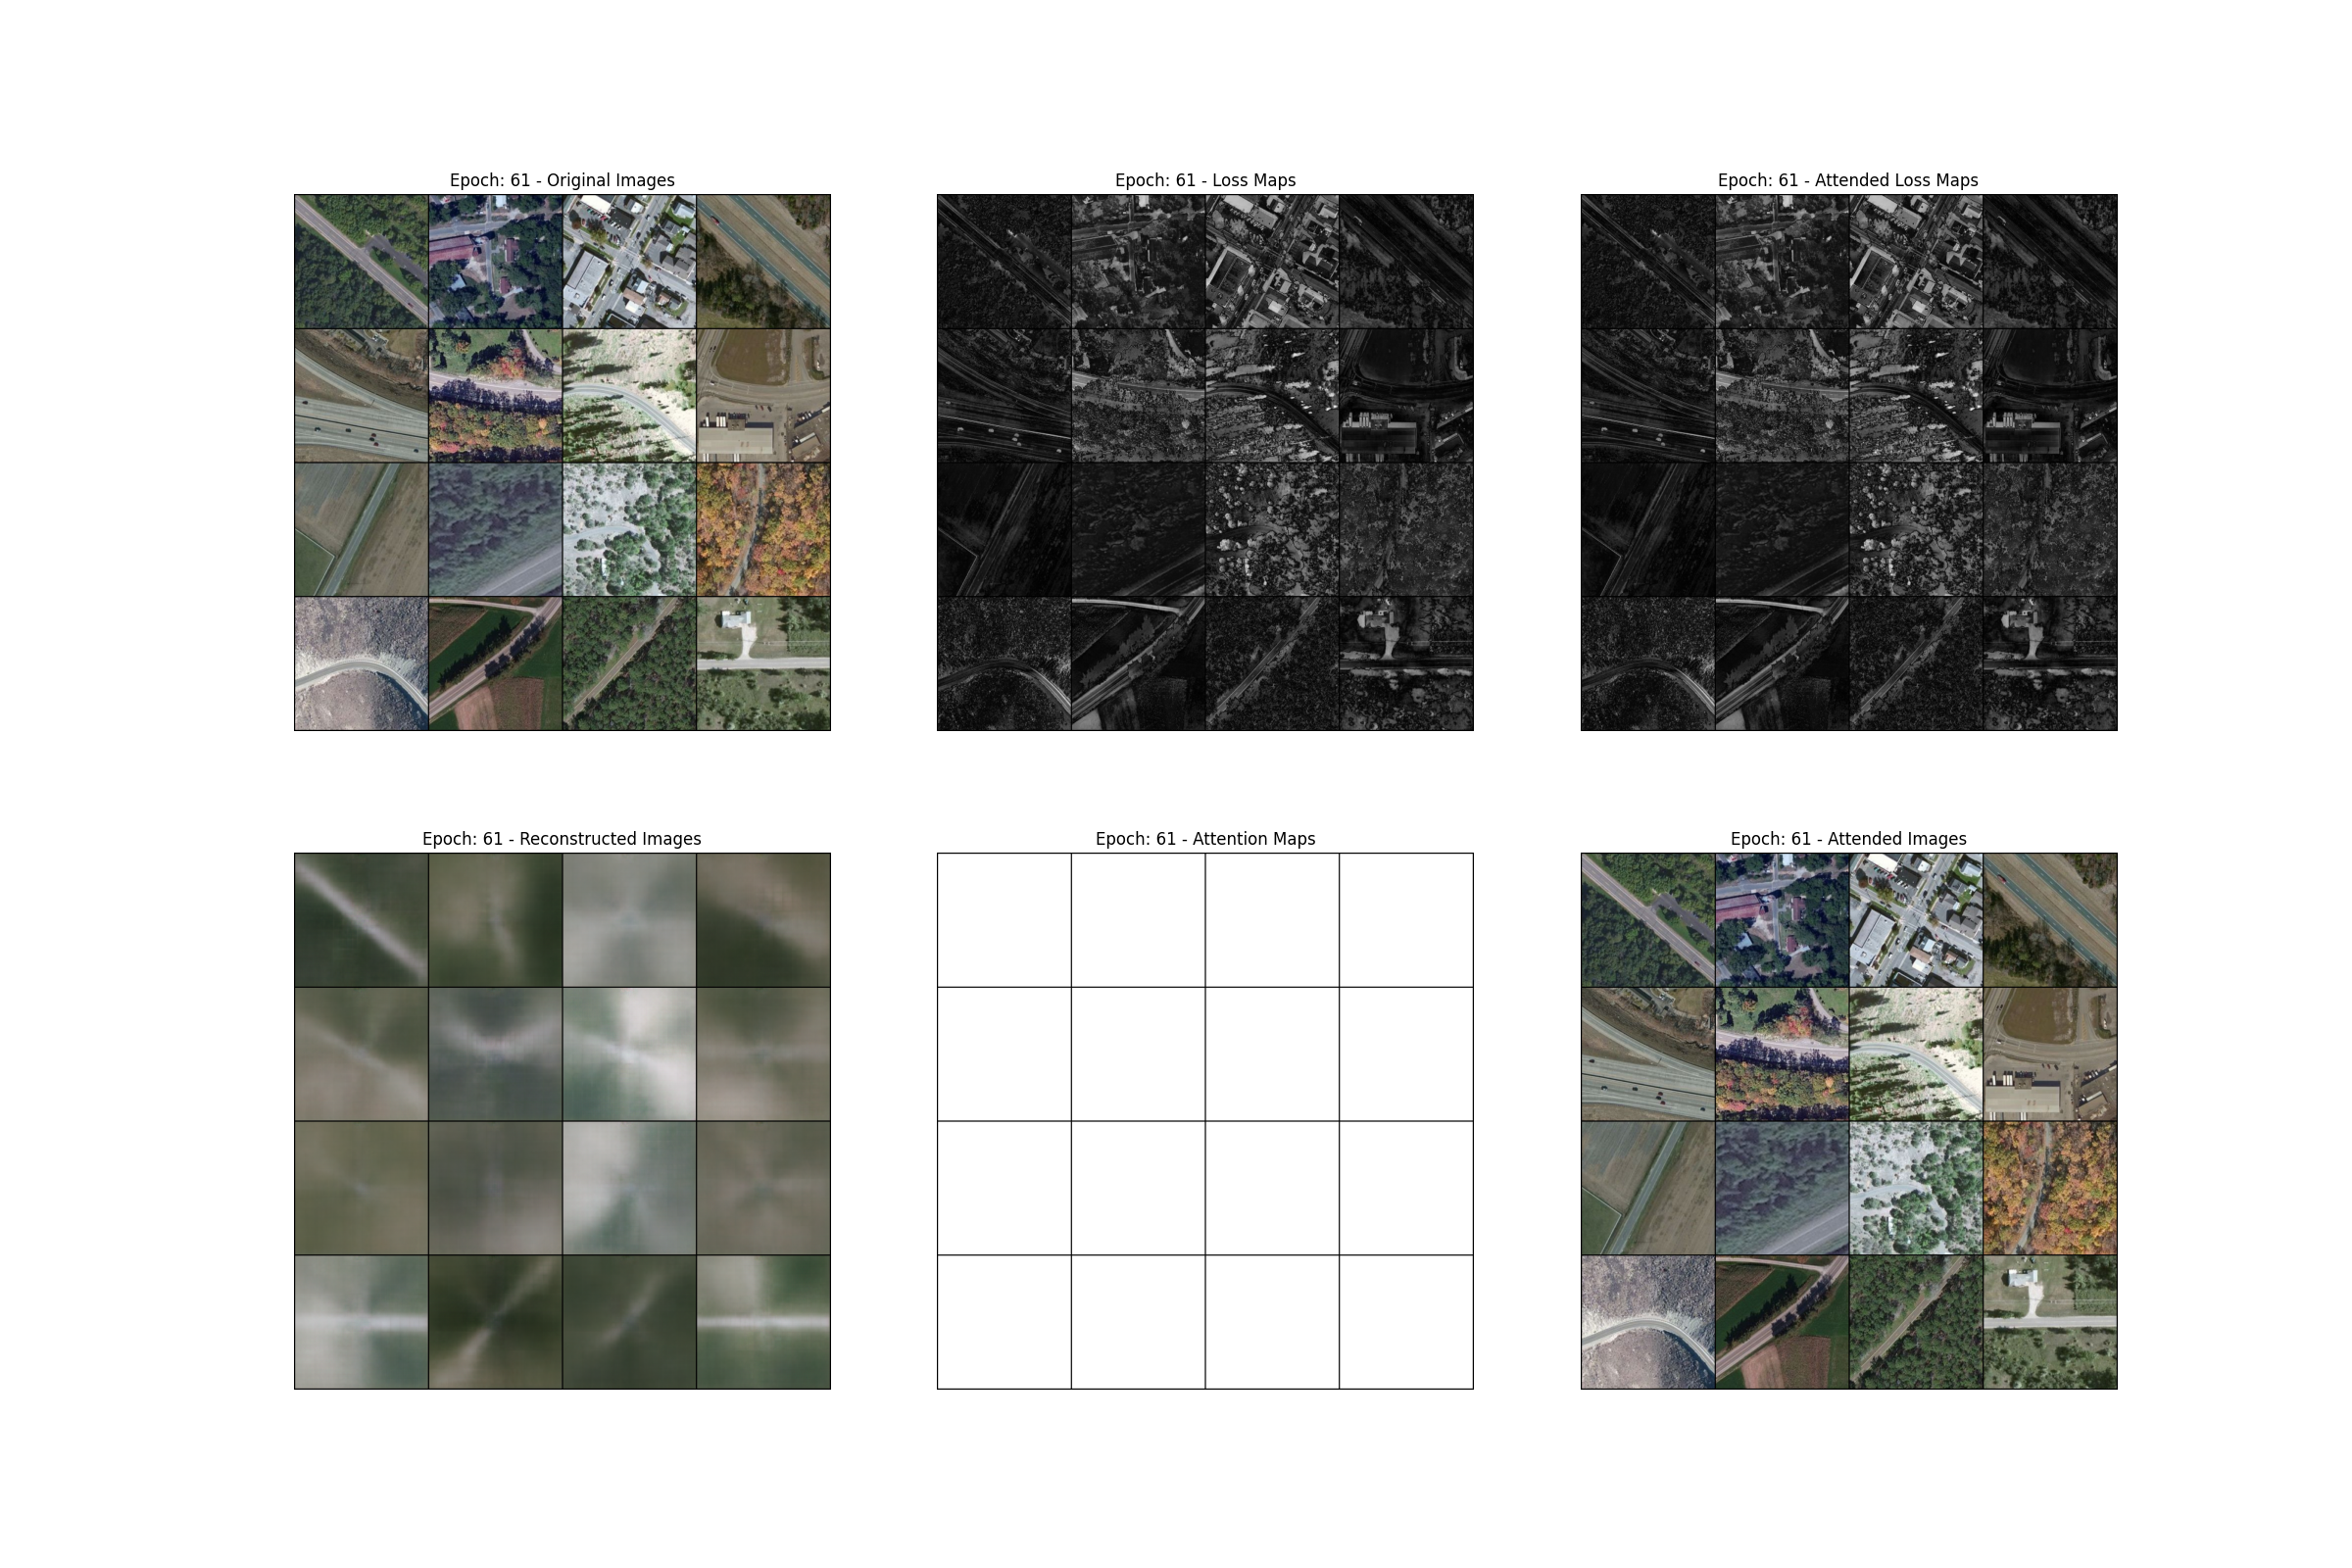 Epoch: 61 - Original Images
Epoch: 61 - Loss Maps
Epoch: 61 - Attended Loss Maps
Epoch: 61 - Reconstructed Images
Epoch: 61 - Attention Maps
Epoch: 61 - Attended Images